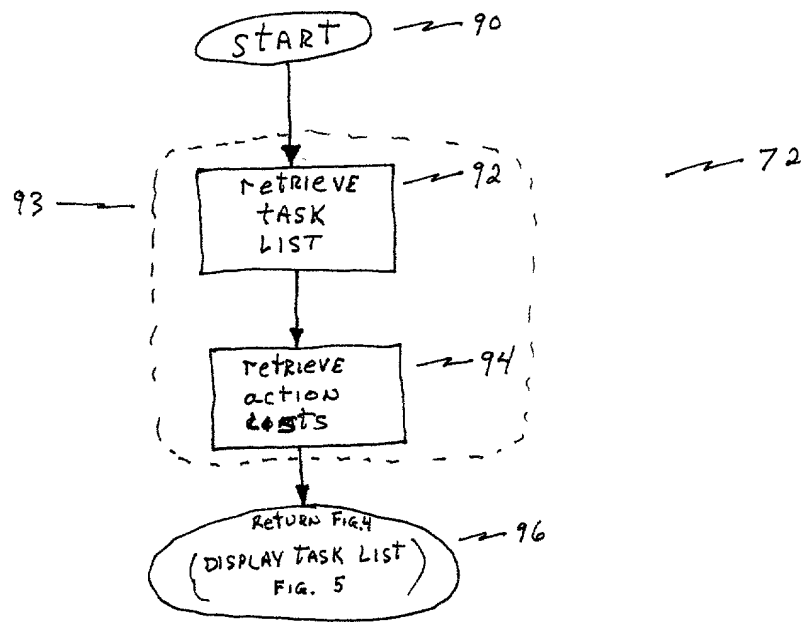 START
90
72
retRIEVE
92
tASK
LIST
93
retRIEVE
94
actION
costs
RetURN FIG.4
(DISPLAY tASK LIST)
FIG. 5
96